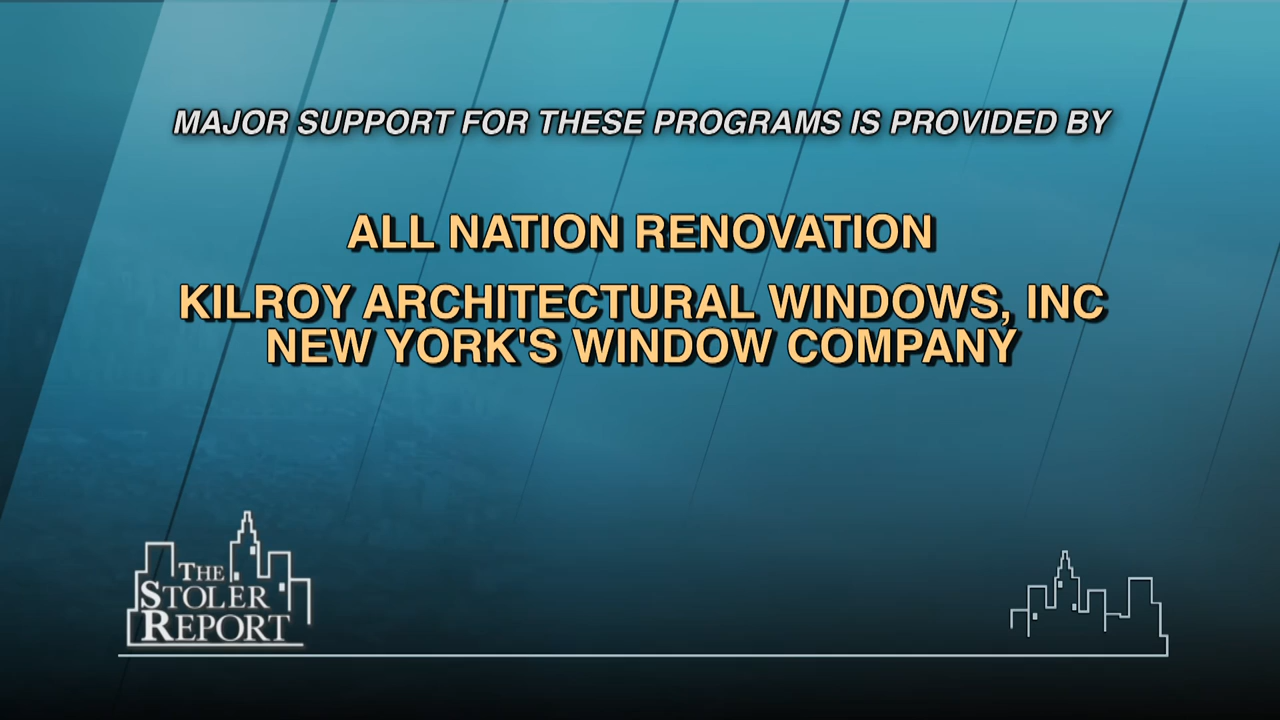 MAJOR SUPPORT FOR THESE PROGRAMS IS PROVIDED BY
ALL NATION RENOVATION
KILROY ARCHITECTURAL WINDOWS, INC
NEW YORK'S WINDOW COMPANY
THE
STOLER
REPORT